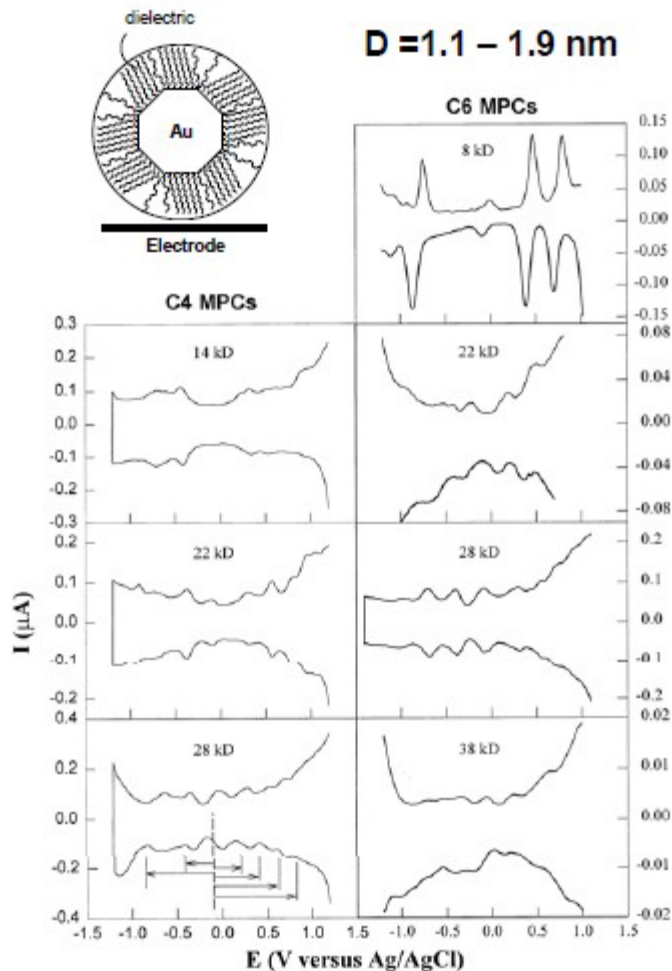 dielectric
D =1.1 – 1.9 nm
Au
Electrode
C6 MPCs
8 kD
0.15
0.10
0.05
0.00
-0.05
-0.10
-0.15
C4 MPCs
0.3
14 kD
0.2
0.1
0.0
-0.1
-0.2
-0.3
22 kD
0.08
0.04
0.00
-0.04
-0.08
22 kD
0.2
0.1
0.0
-0.1
-0.2
28 kD
0.2
0.1
0.0
-0.1
-0.2
I (μA)
0.4
28 kD
0.2
0.0
-0.2
-0.4
38 kD
0.02
0.01
0.00
-0.01
-0.02
-1.5 -1.0 -0.5 0.0 0.5 1.0 1.5
-1.0 -0.5 0.0 0.5 1.0 1.5
E (V versus Ag/AgCl)